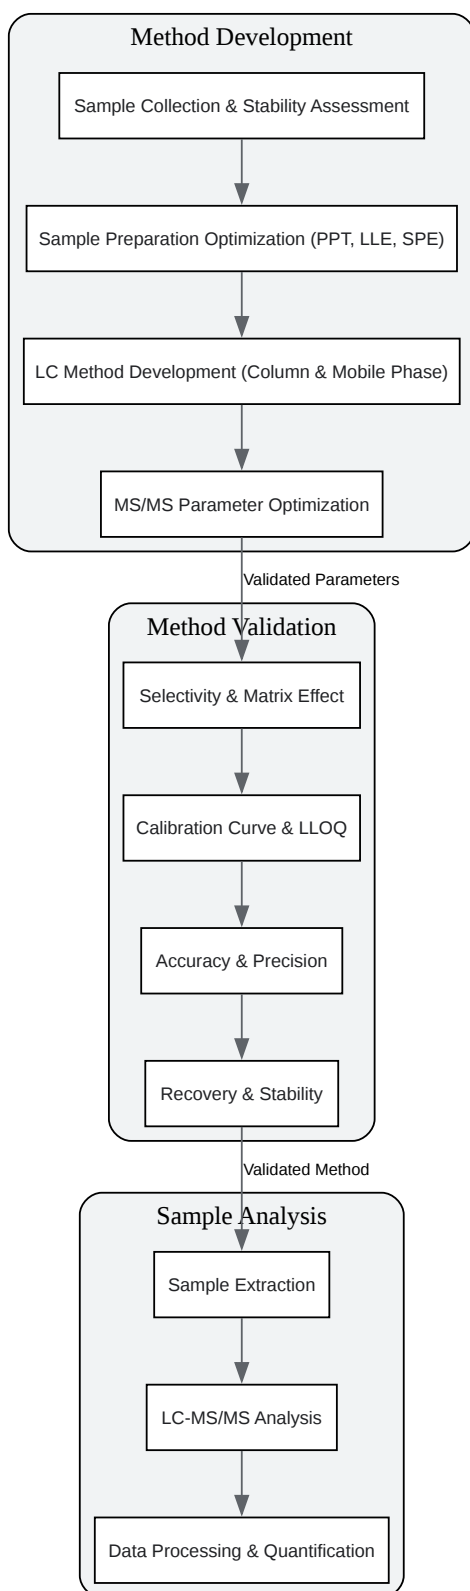 Method Development
Sample Collection & Stability Assessment
Sample Preparation Optimization (PPT, LLE, SPE)
LC Method Development (Column & Mobile Phase)
MS/MS Parameter Optimization
Validated Parameters
Method Validation
Selectivity & Matrix Effect
Calibration Curve & LLOQ
Accuracy & Precision
Recovery & Stability
Validated Method
Sample Analysis
Sample Extraction
LC-MS/MS Analysis
Data Processing & Quantification